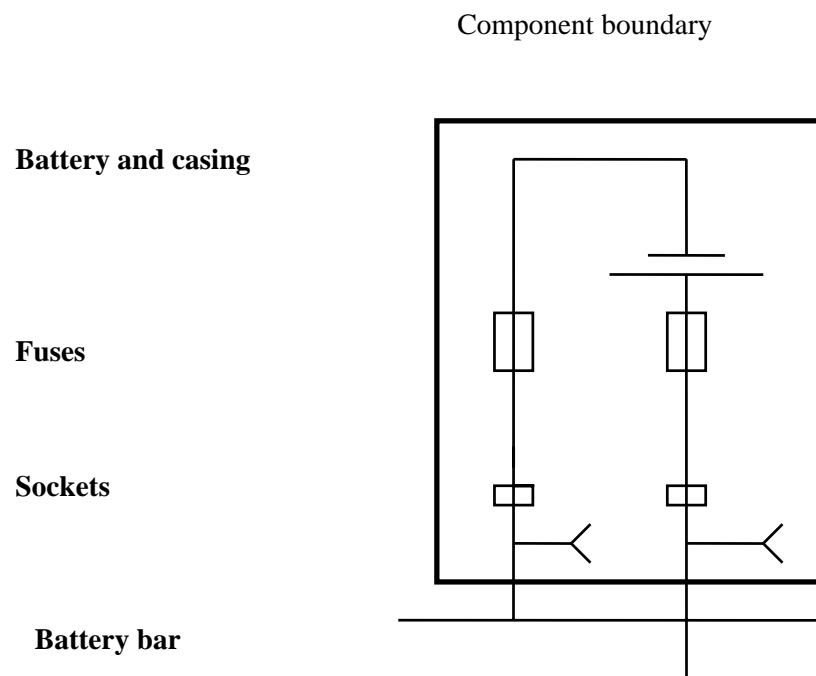 Component boundary
Battery and casing
Fuses
Sockets
Battery bar